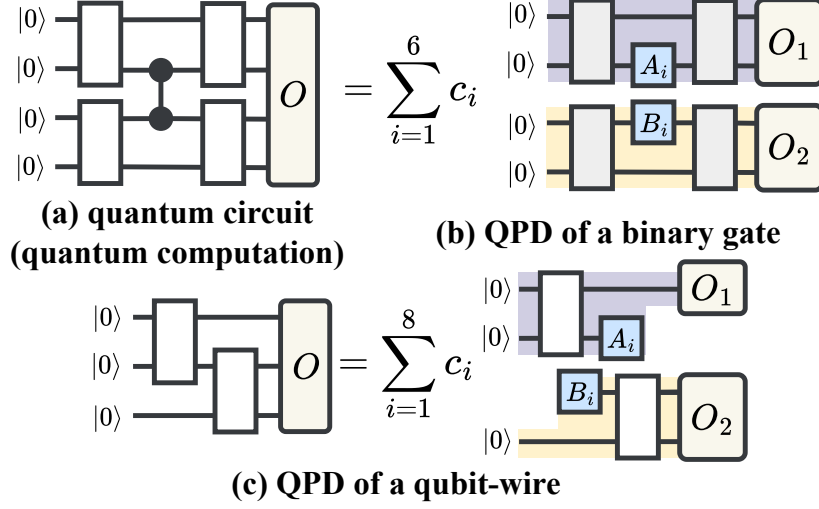 |0⟩ |0⟩
|0⟩ A_i O_1 |0⟩
O = \sum_{i=1}^{6} c_i
|0⟩ B_i |0⟩
|0⟩ |0⟩ O_2
(a) quantum circuit
(quantum computation)
(b) QPD of a binary gate
|0⟩ |0⟩ O_1
|0⟩ A_i
|0⟩ O = \sum_{i=1}^{8} c_i
B_i
|0⟩ |0⟩ O_2
(c) QPD of a qubit-wire